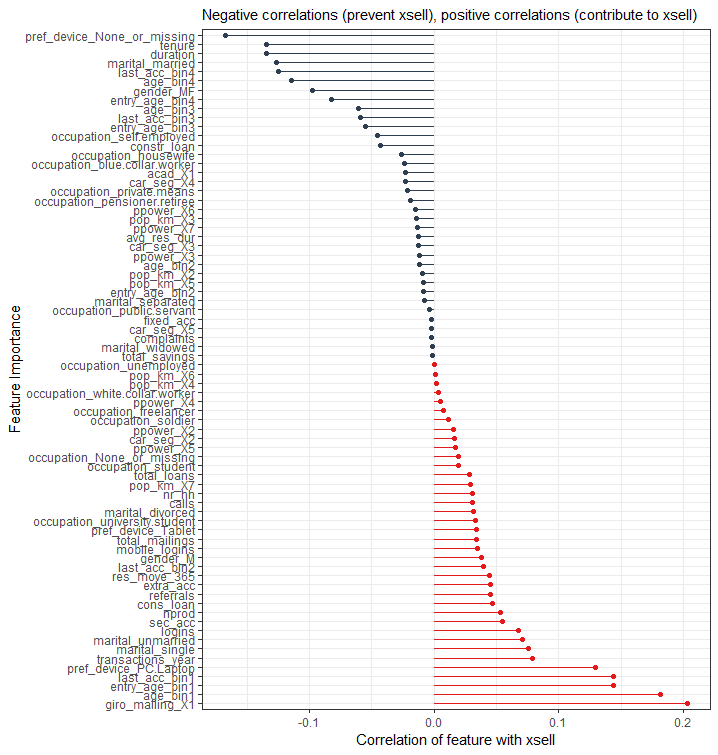 Negative correlations (prevent xsell), positive correlations (contribute to xsell)
Feature Importance
pref_device_None_or_missing
tenure
duration
marital_married
last_acc_bin4
age_bin4
gender_MF
entry_age_bin4
age_bin3
last_acc_bin3
entry_age_bin3
occupation_self.employed
constr_loan
occupation_housewife
occupation_blue.collar.worker
acad_X1
car_seg_X4
occupation_private.means
occupation_pensioner.retiree
ppower_X6
pop_km_X3
ppower_X7
avg_res_dur
car_seg_X3
ppower_X3
age_bin2
pop_km_X2
pop_km_X5
entry_age_bin2
marital_separated
occupation_public.servant
fixed_acc
car_seg_X5
complaints
marital_widowed
total_savings
occupation_unemployed
pop_km_X6
pop_km_X4
occupation_white.collar.worker
ppower_X4
occupation_freelancer
occupation_soldier
ppower_X2
car_seg_X2
ppower_X5
occupation_None_or_missing
occupation_student
total_loans
pop_km_X7
nr_hh
calls
marital_divorced
occupation_university.student
pref_device_Tablet
total_mailings
mobile_logins
gender_M
last_acc_bin2
res_move_365
extra_acc
referrals
cons_loan
nprod
sec_acc
logins
marital_unmarried
marital_single
transactions_year
pref_device_PC.Laptop
last_acc_bin1
entry_age_bin1
age_bin1
giro_mailing_X1
-0.1 0.0 0.1 0.2
Correlation of feature with xsell